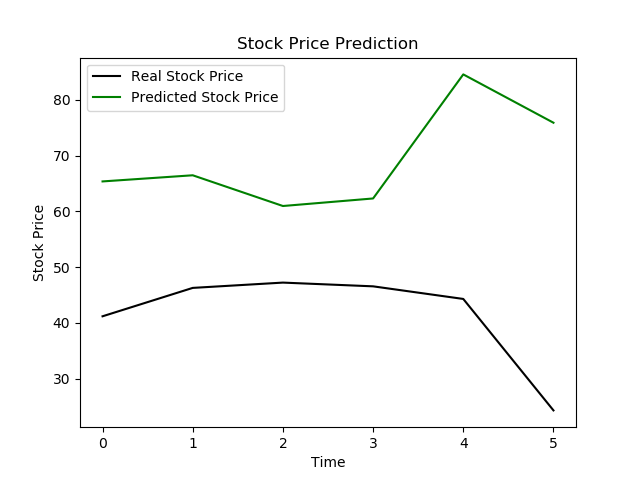 Stock Price Prediction
Real Stock Price
Predicted Stock Price
80
70
60
50
40
30
Stock Price
0 1 2 3 4 5
Time